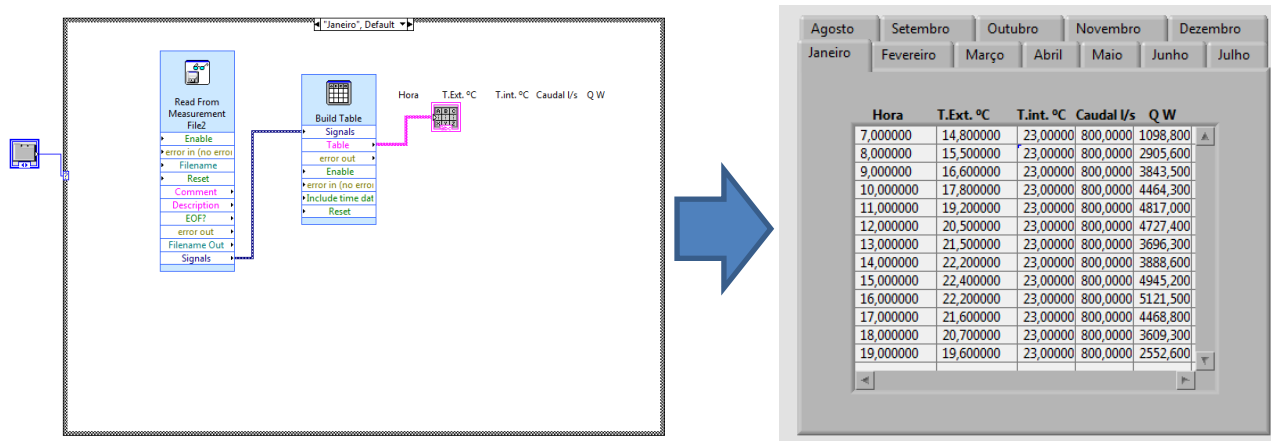 "Janeiro", Default
Read From
Measurement
File2
Enable
error in (no erroi
Filename
Reset
Comment
Description
EOF?
error out
Filename Out
Signals
Build Table
Signals
Table
error out
Enable
error in (no erroi
Include time dat
Reset
Hora T.Ext. ºC T.int. ºC Caudal l/s Q W
Agosto Setembro Outubro Novembro Dezembro
Janeiro Fevereiro Março Abril Maio Junho Julho
Hora T.Ext. ºC T.int. ºC Caudal l/s Q W
7,000000 14,800000 23,00000 800,0000 1098,800
8,000000 15,500000 23,00000 800,0000 2905,600
9,000000 16,600000 23,00000 800,0000 3843,500
10,000000 17,800000 23,00000 800,0000 4464,300
11,000000 19,200000 23,00000 800,0000 4817,000
12,000000 20,500000 23,00000 800,0000 4727,400
13,000000 21,500000 23,00000 800,0000 3696,300
14,000000 22,200000 23,00000 800,0000 3888,600
15,000000 22,400000 23,00000 800,0000 4945,200
16,000000 22,200000 23,00000 800,0000 5121,500
17,000000 21,600000 23,00000 800,0000 4468,800
18,000000 20,700000 23,00000 800,0000 3609,300
19,000000 19,600000 23,00000 800,0000 2552,600